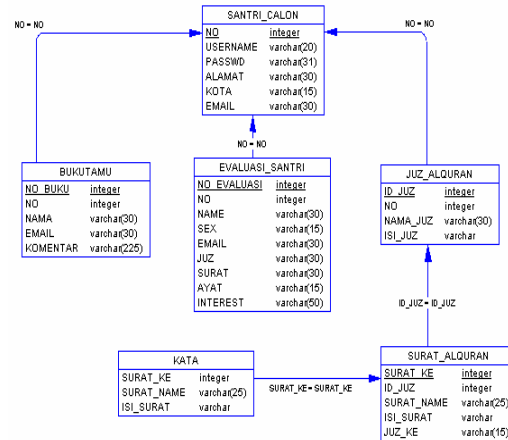 SANTRI_CALON
NO integer
USERNAME varchar(20)
PASSWD varchar(31)
ALAMAT varchar(30)
KOTA varchar(15)
EMAIL varchar(30)
NO = NO
NO = NO
NO = NO
BUKUTAMU
NO_BUKU integer
NO integer
NAMA varchar(30)
EMAIL varchar(30)
KOMENTAR varchar(225)
EVALUASI_SANTRI
NO_EVALUASI integer
NO integer
NAME varchar(30)
SEX varchar(15)
EMAIL varchar(30)
JUZ varchar(30)
SURAT varchar(30)
AYAT varchar(15)
INTEREST varchar(50)
JUZ_ALQURAN
ID_JUZ integer
NO integer
NAMA_JUZ varchar(30)
ISI_JUZ varchar
ID_JUZ = ID_JUZ
KATA
SURAT_KE integer
SURAT_NAME varchar(25)
ISI_SURAT varchar
SURAT_KE = SURAT_KE
SURAT_ALQURAN
SURAT_KE integer
ID_JUZ integer
SURAT_NAME varchar(25)
ISI_SURAT varchar
JUZ_KE varchar(15)